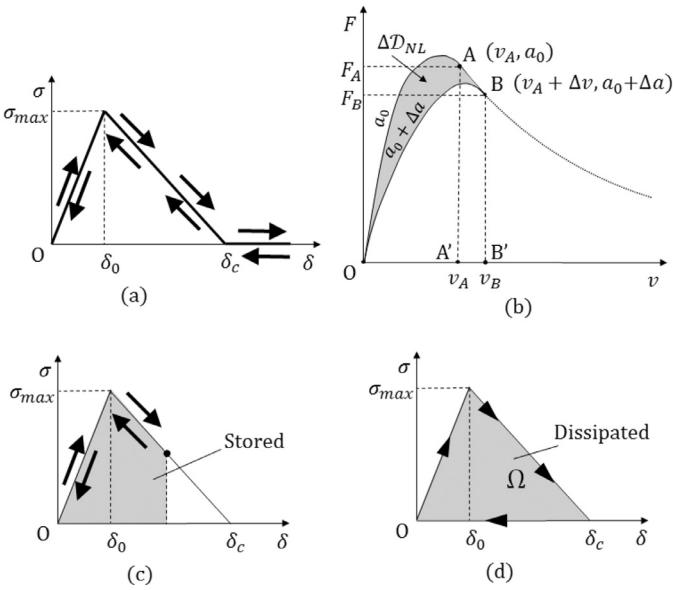 σ
σmax
O
δ0
δc
δ
(a)
F
FA
FB
ΔDNL
A (vA, a0)
B (vA + Δv, a0+Δa)
a0
a0 + Δa
A'
B'
O
vA
vB
v
(b)
σ
σmax
Stored
O
δ0
δc
δ
(c)
σ
σmax
Dissipated
Ω
O
δ0
δc
δ
(d)